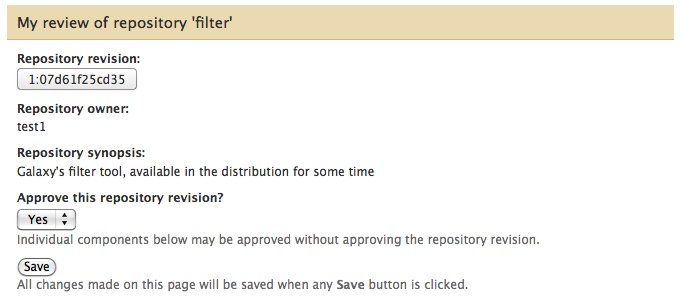 My review of repository 'filter'
Repository revision:
1:07d61f25cd35
Repository owner:
test1
Repository synopsis:
Galaxy's filter tool, available in the distribution for some time
Approve this repository revision?
Yes
Individual components below may be approved without approving the repository revision.
Save
All changes made on this page will be saved when any Save button is clicked.